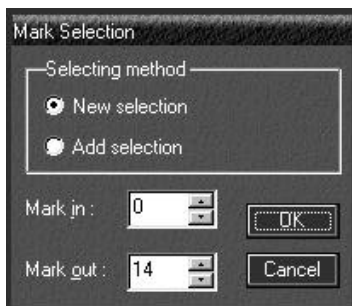 Mark Selection
Selecting method
New selection
Add selection
Mark in : 0
OK
Mark out : 14
Cancel